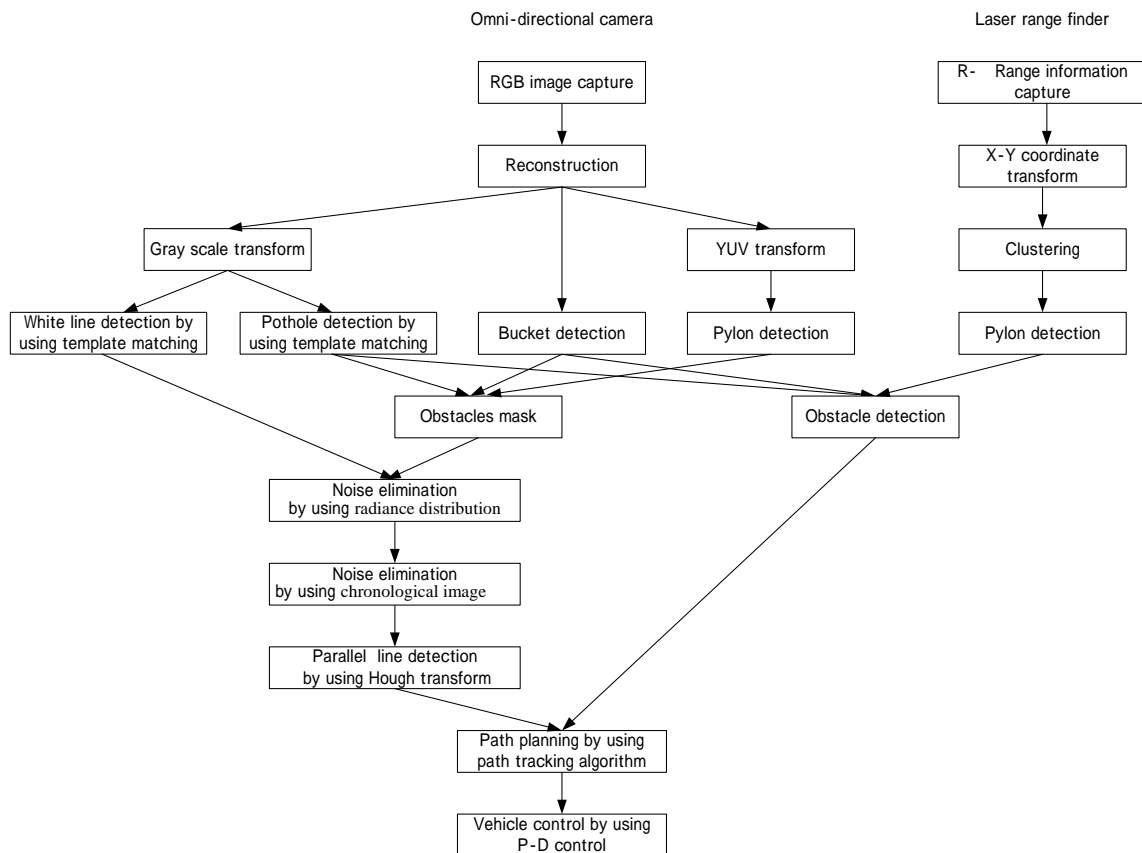 Omni-directional camera
Laser range finder
RGB image capture
R- Range information
capture
Reconstruction
X-Y coordinate
transform
Gray scale transform
YUV transform
Clustering
White line detection by
using template matching
Pothole detection by
using template matching
Bucket detection
Pylon detection
Pylon detection
Obstacles mask
Obstacle detection
Noise elimination
by using radiance distribution
Noise elimination
by using chronological image
Parallel line detection
by using Hough transform
Path planning by using
path tracking algorithm
Vehicle control by using
P-D control